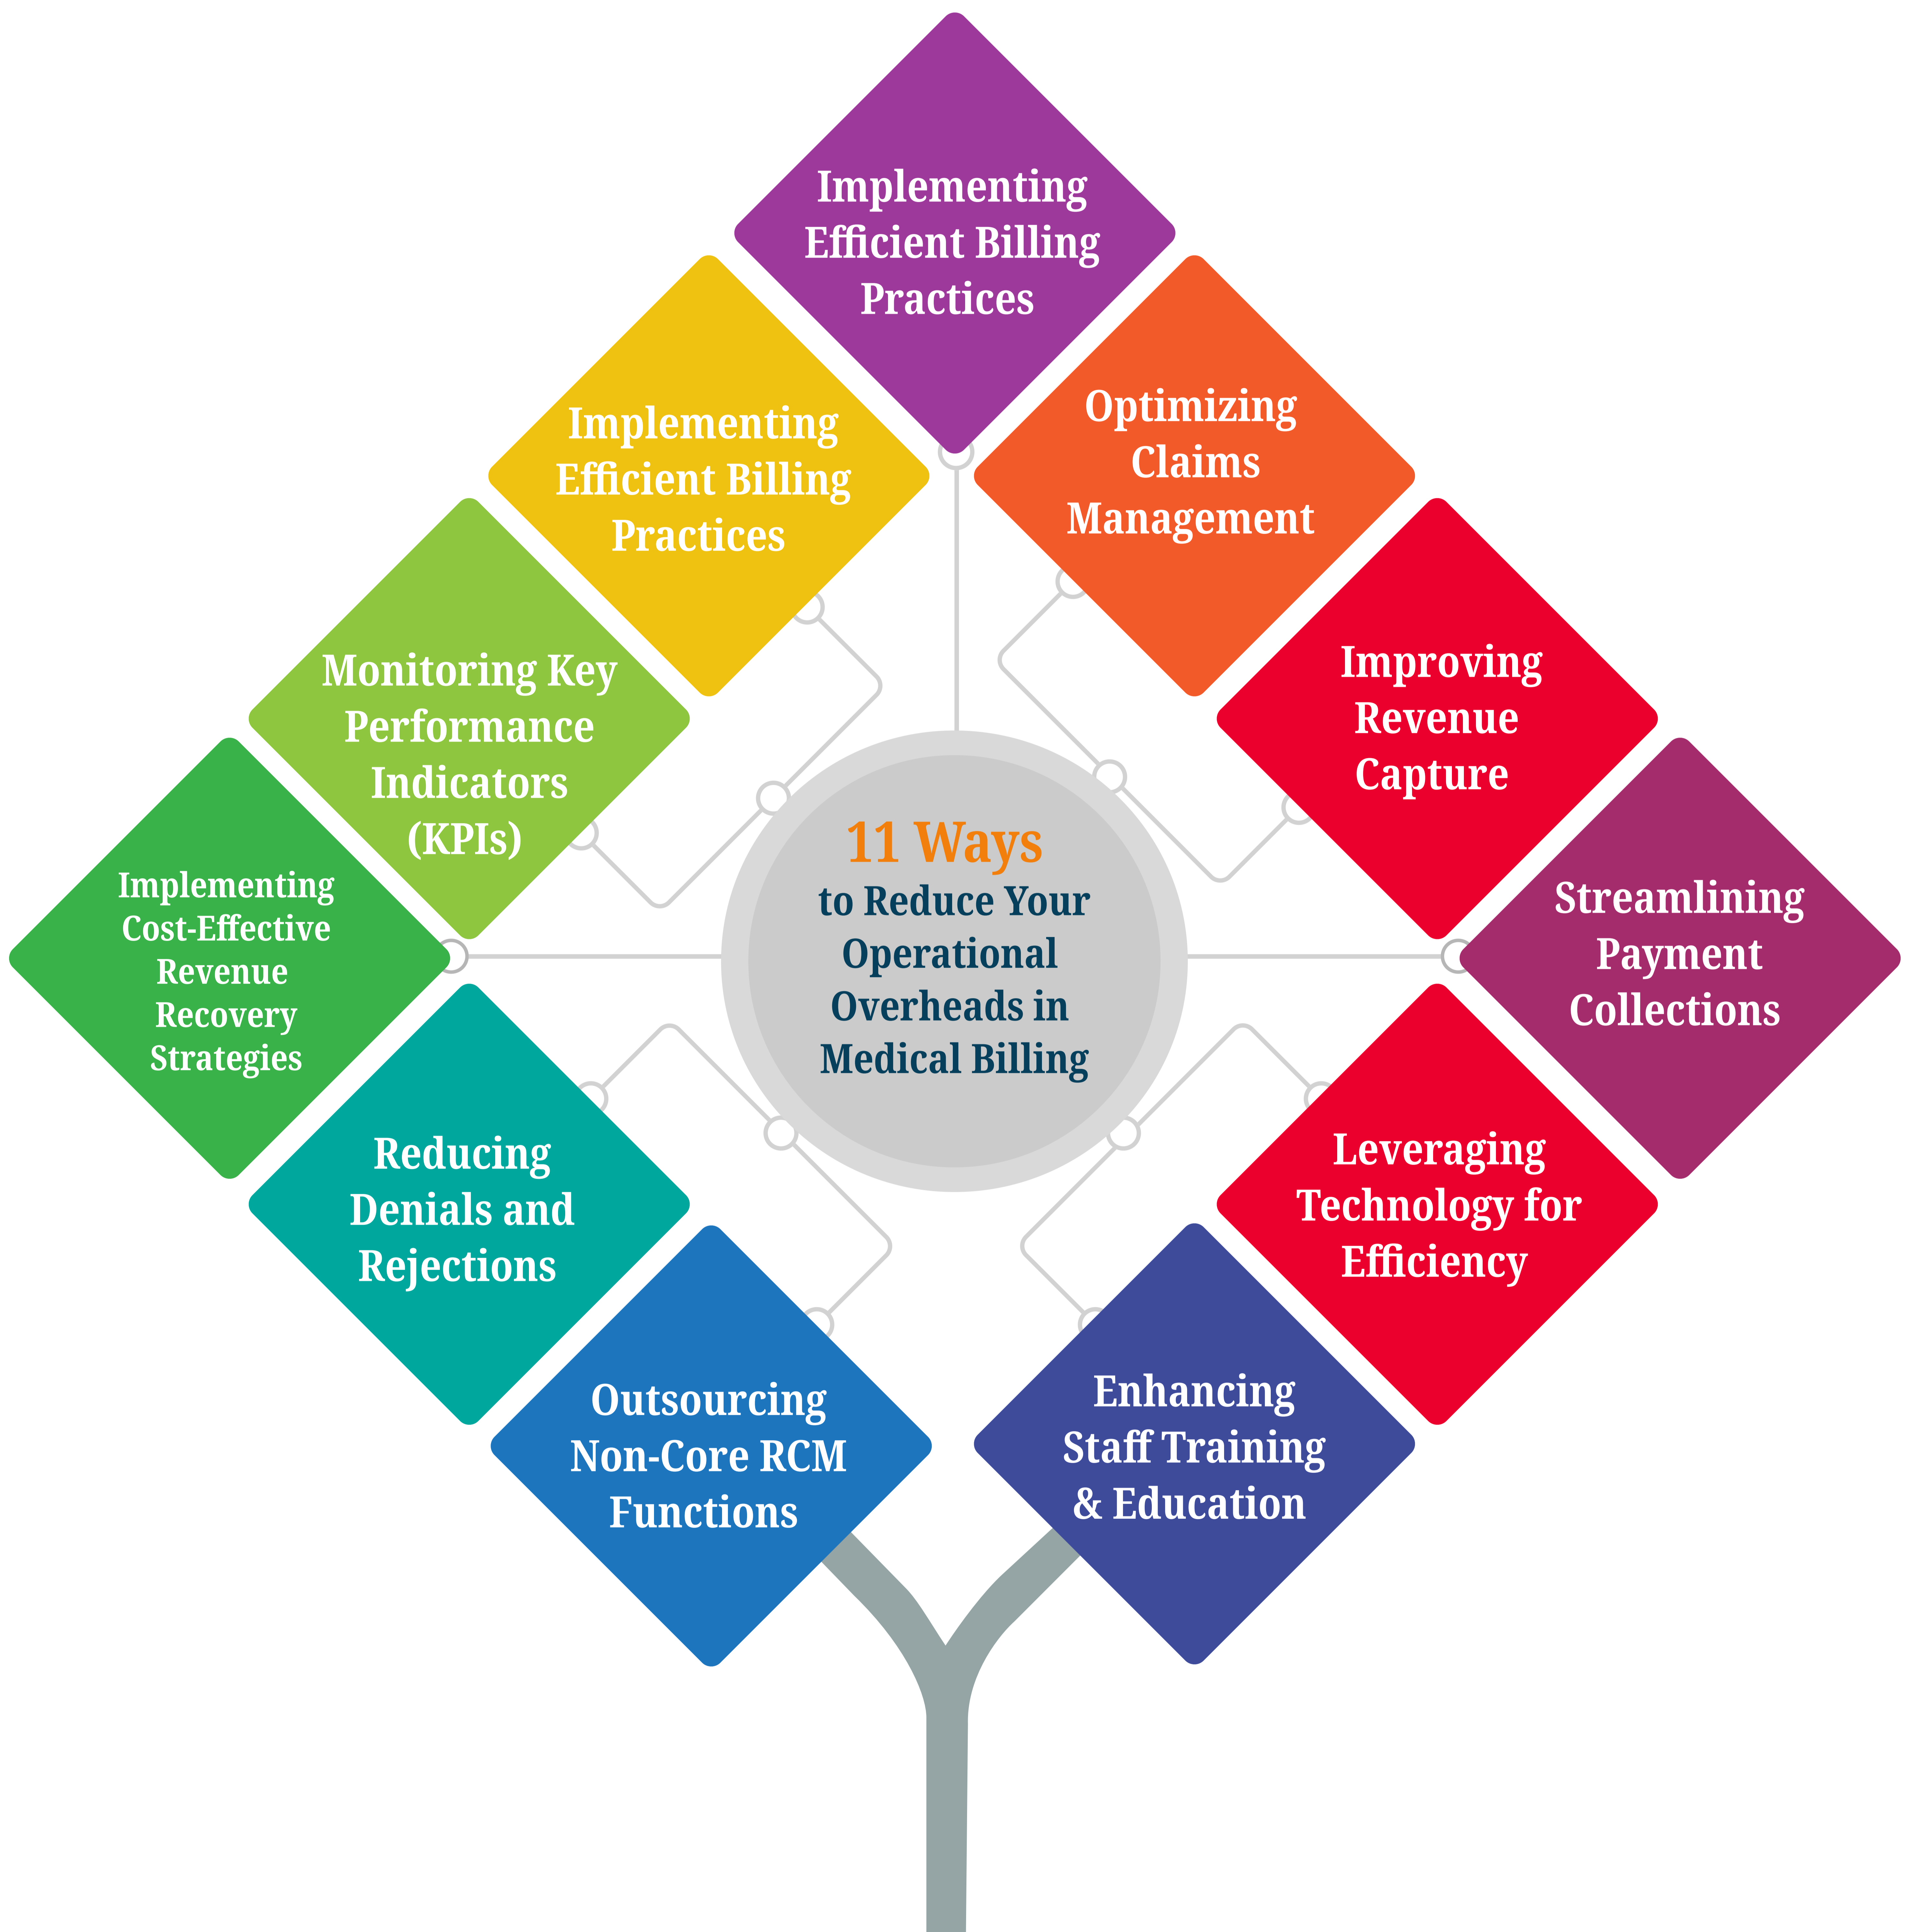 Implementing
Efficient Billing
Practices
Implementing
Efficient Billing
Practices
Optimizing
Claims
Management
Monitoring Key
Performance
Indicators
(KPIs)
Improving
Revenue
Capture
Implementing
Cost-Effective
Revenue
Recovery
Strategies
11 Ways
to Reduce Your
Operational
Overheads in
Medical Billing
Streamlining
Payment
Collections
Reducing
Denials and
Rejections
Leveraging
Technology for
Efficiency
Outsourcing
Non-Core RCM
Functions
Enhancing
Staff Training
& Education